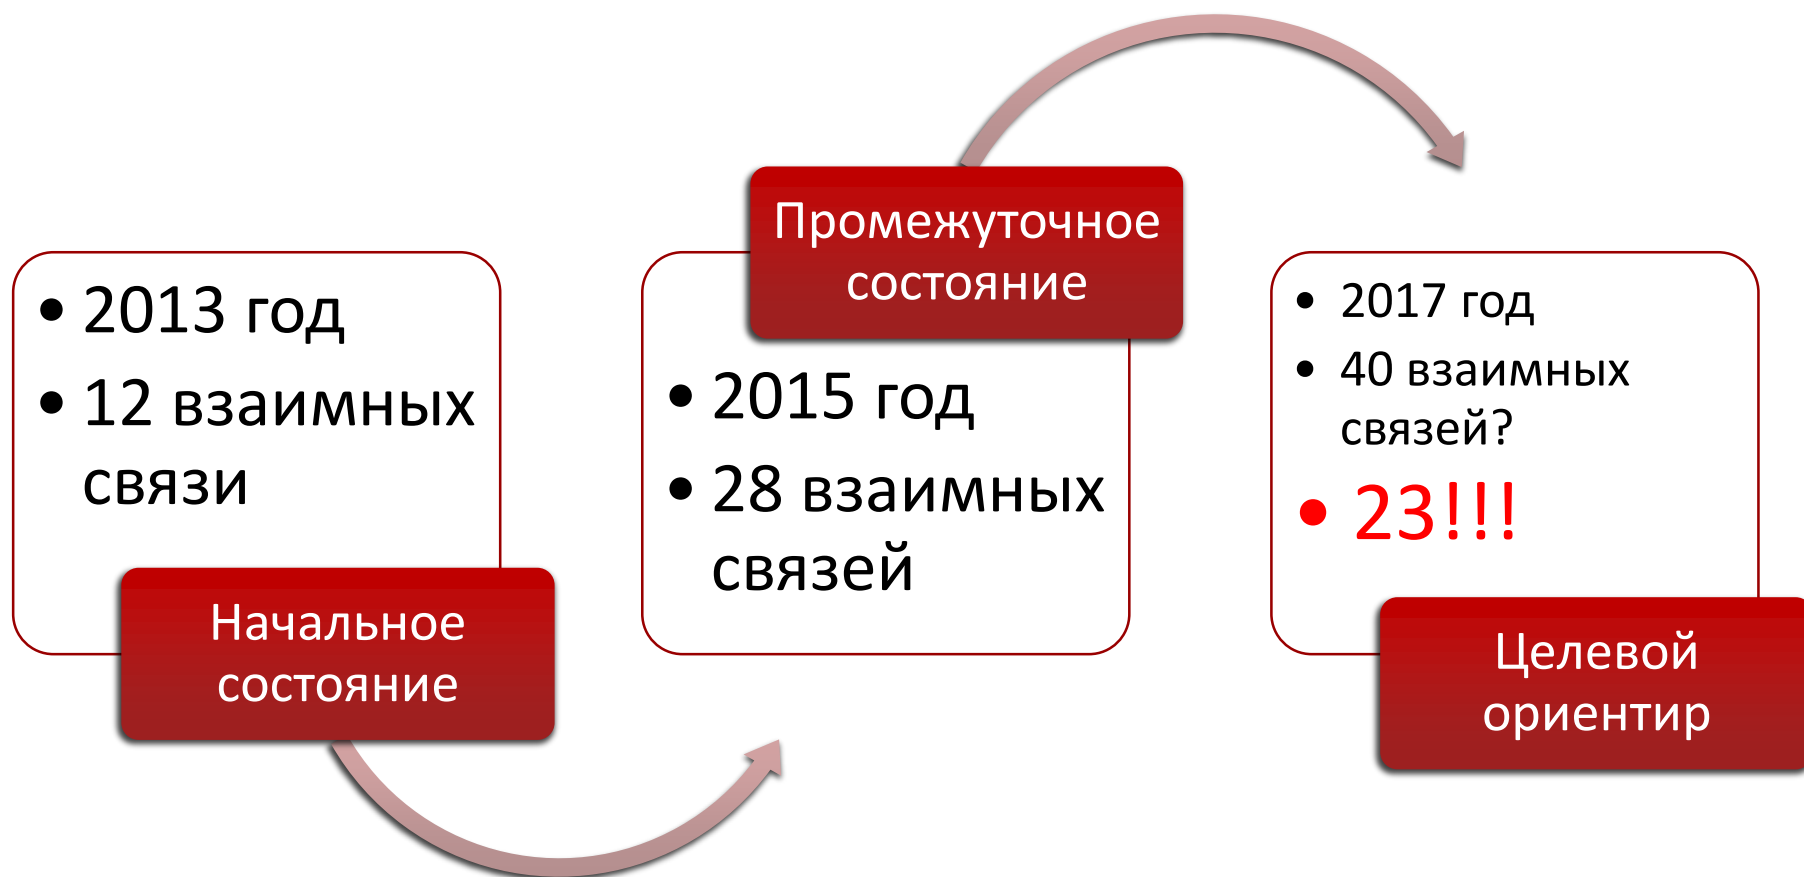 • 2013 год
• 12 взаимных
связи
Начальное
состояние
Промежуточное
состояние
• 2015 год
• 28 взаимных
связей
• 2017 год
• 40 взаимных
связей?
• 23!!!
Целевой
ориентир